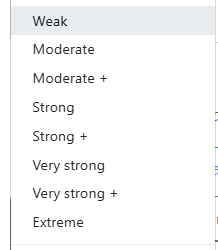 Weak
Moderate
Moderate +
Strong
Strong +
Very strong
Very strong +
Extreme